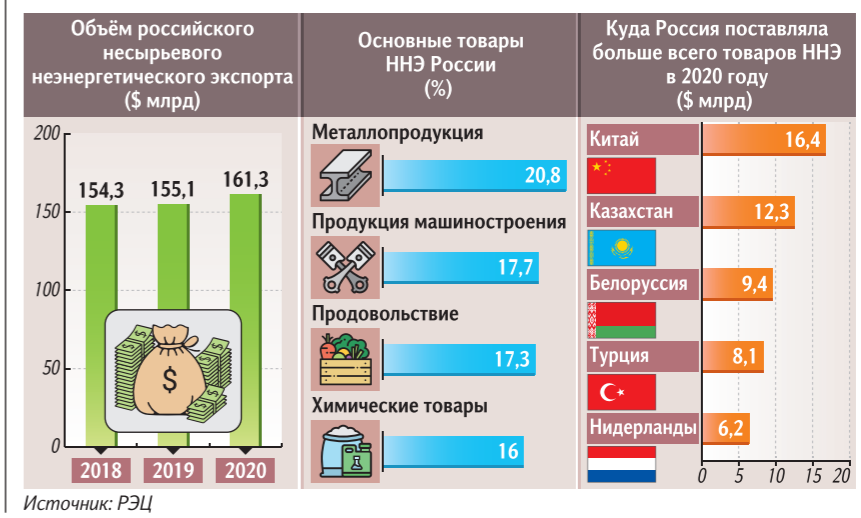 Объём российского
несырьевого
неэнергетического экспорта
($ млрд)
200
150
100
50
0
154,3
155,1
161,3
$
2018
2019
2020
Основные товары
ННЭ России
(%)
Металлопродукция
20,8
Продукция машиностроения
17,7
Продовольствие
17,3
Химические товары
16
Куда Россия поставляла
больше всего товаров ННЭ
в 2020 году
($ млрд)
Китай
16,4
Казахстан
12,3
Белоруссия
9,4
Турция
8,1
Нидерланды
6,2
0 5 10 15 20
Источник: РЭЦ